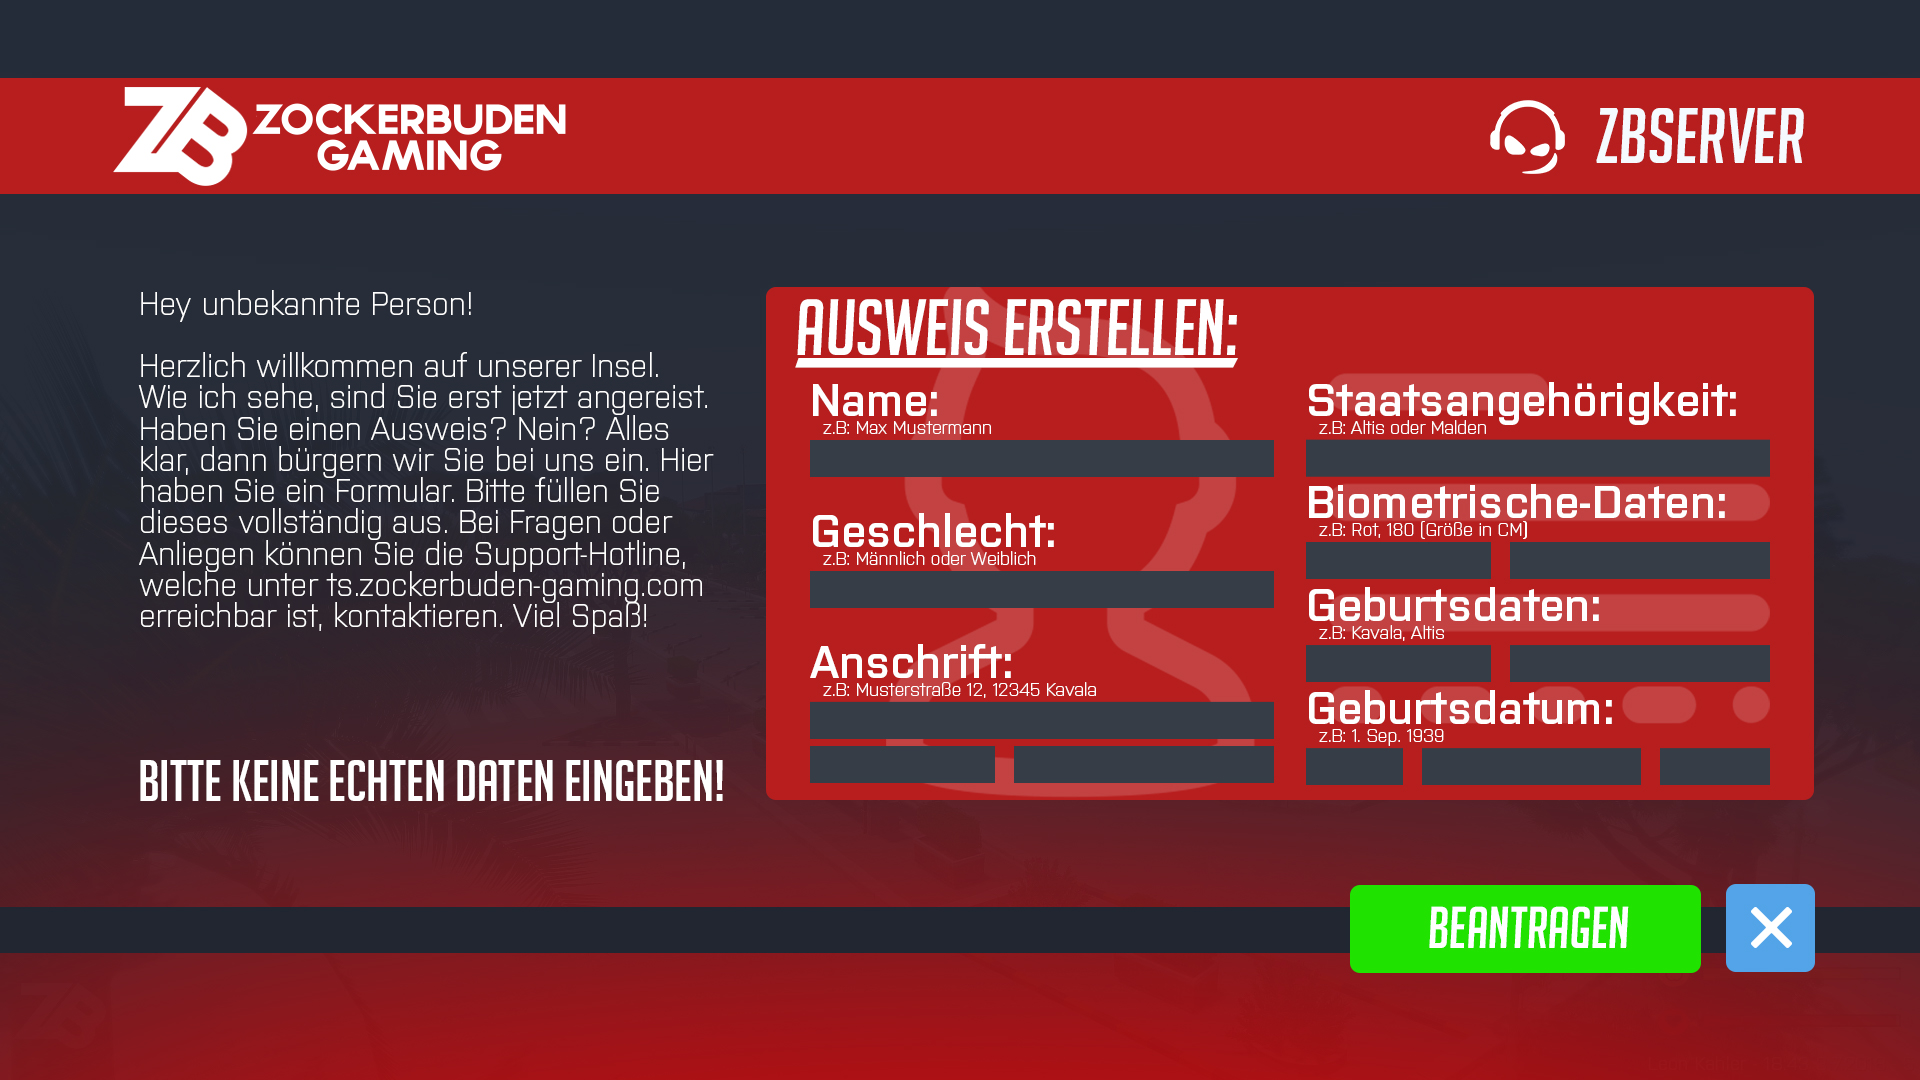 ZB ZOCKERBUDEN
GAMING
ZBSERVER
Hey unbekannte Person!
Herzlich willkommen auf unserer Insel.
Wie ich sehe, sind Sie erst jetzt angereist.
Haben Sie einen Ausweis? Nein? Alles
klar, dann bürgern wir Sie bei uns ein. Hier
haben Sie ein Formular. Bitte füllen Sie
dieses vollständig aus. Bei Fragen oder
Anliegen können Sie die Support-Hotline,
welche unter ts.zockerbuden-gaming.com
erreichbar ist, kontaktieren. Viel Spaß!
BITTE KEINE ECHTEN DATEN EINGEBEN!
AUSWEIS ERSTELLEN:
Name:
z.B: Max Mustermann
Geschlecht:
z.B: Männlich oder Weiblich
Anschrift:
z.B: Musterstraße 12, 12345 Kavala
Staatsangehörigkeit:
z.B: Altis oder Malden
Biometrische-Daten:
z.B: Rot, 180 (Größe in CM)
Geburtsdaten:
z.B: Kavala, Altis
Geburtsdatum:
z.B: 1. Sep. 1939
BEANTRAGEN